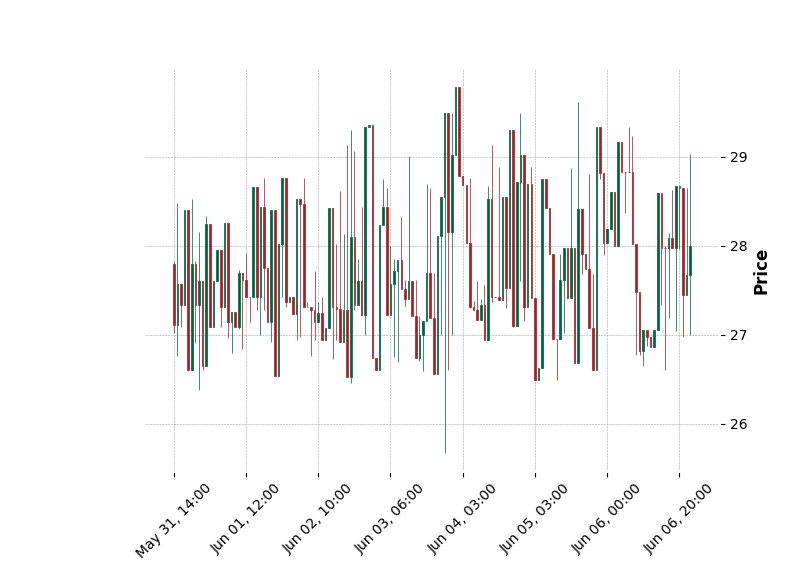 29
28
27
26
Price
May 31, 14:00
Jun 01, 12:00
Jun 02, 10:00
Jun 03, 06:00
Jun 04, 03:00
Jun 05, 03:00
Jun 06, 00:00
Jun 06, 20:00